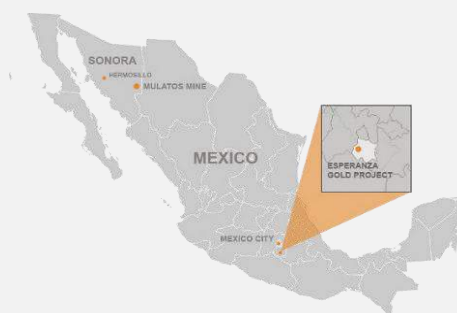 SONORA
HERMOSILLO
MULATOS MINE
MEXICO
ESPERANZA
GOLD PROJECT
MEXICO CITY